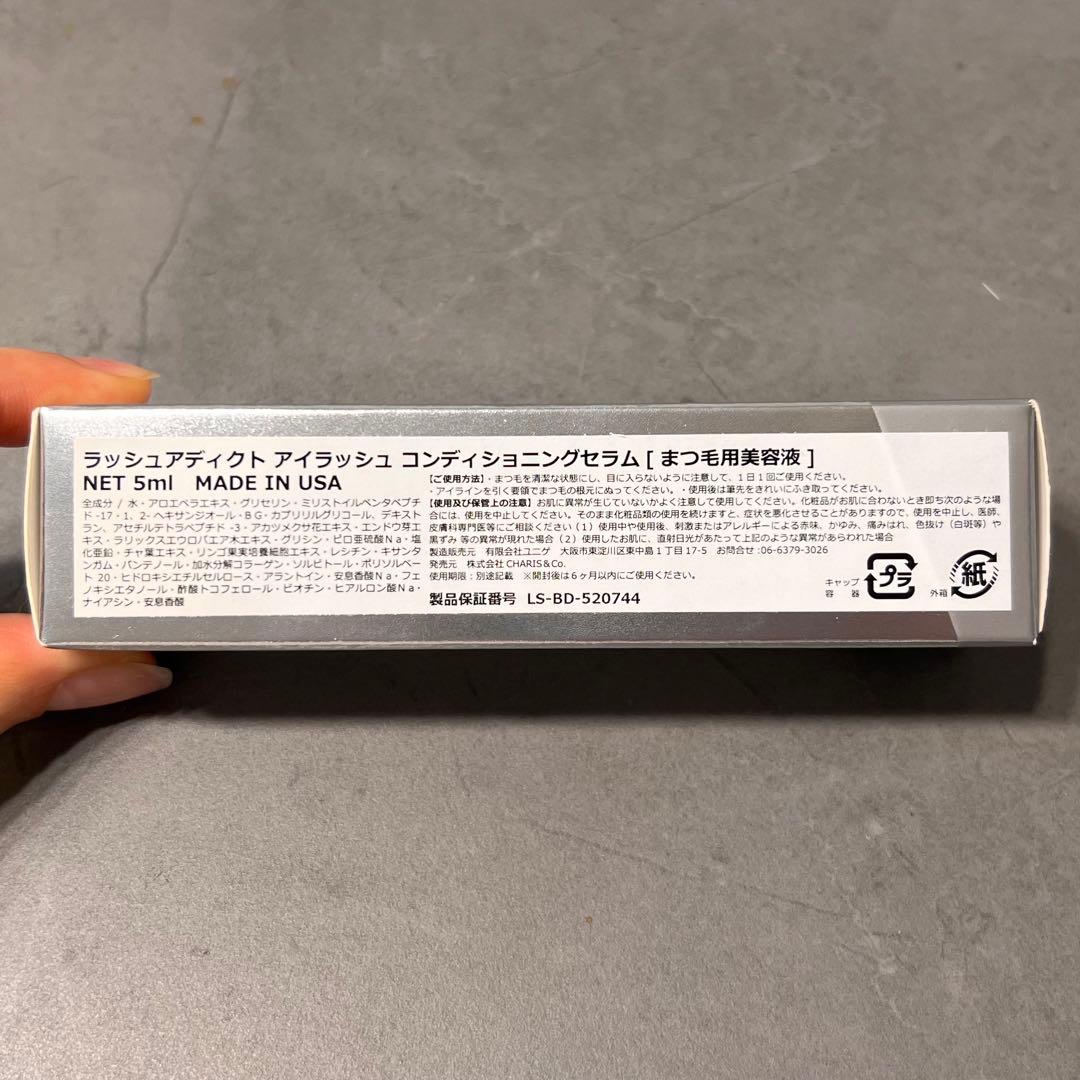 ラッシュアディクト アイラッシュ コンディショニングセラム [ まつ毛用美容液 ]
NET 5ml MADE IN USA
全成分 / 水・アロエベラエキス・グリセリン・ミリストイルペンタペプチ
ド -17・1、2- ヘキサンジオール・ＢＧ・カプリリルグリコール、デキスト
ラン、アセチルテトラペプチド -3・アカツメクサ花エキス・エンドウ芽エ
キス・ラリックスエウロパエア木エキス・グリシン・ピロ亜硫酸Ｎａ・塩
化亜鉛・チャ葉エキス・リンゴ果実培養細胞エキス・レシチン・キサンタ
ンガム・パンテノール・加水分解コラーゲン・ソルビトール・ポリソルベー
ト 20・ヒドロキシエチルセルロース・アラントイン・安息香酸Ｎａ・フェ
ノキシエタノール・酢酸トコフェロール・ビオチン・ヒアルロン酸Ｎａ・
ナイアシン・安息香酸
【ご使用方法】・まつ毛を清潔な状態にし、目に入らないように注意して、１日１回ご使用ください。
・アイラインを引く要領でまつ毛の根元にぬってください。・使用後は筆先をきれいにふき取ってください。
【使用及び保管上の注意】お肌に異常が生じていないかよく注意して使用してください。化粧品がお肌に合わないとき即ち次のような場
合には、使用を中止してください。そのまま化粧品類の使用を続けますと、症状を悪化させることがありますので、使用を中止し、医師、
皮膚科専門医等にご相談ください（１）使用中や使用後、刺激またはアレルギーによる赤味、かゆみ、痛みはれ、色抜け（白斑等）や
黒ずみ 等の異常が現れた場合（２）使用したお肌に、直射日光があたって上記のような異常があらわれた場合
製造販売元 有限会社ユニゲ 大阪市東淀川区東中島１丁目 17-5 お問合せ :06-6379-3026
発売元 株式会社 CHARIS＆Co.
使用期限 : 別途記載 ※開封後は６ヶ月以内にご使用ください。
製品保証番号 LS-BD-520744
キャップ
容 器
プラ
外箱
紙